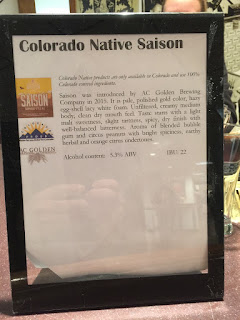 Colorado Native Saison
Colorado Native products are only available in Colorado and use 100%
Colorado-sourced ingredients.
SAISON
AC GOLDEN
Saison was introduced by AC Golden Brewing
Company in 2015. It is pale, polished gold color, hazy
egg-shell lacy white foam. Unfiltered, creamy medium
body, clean dry mouth feel. Taste starts with a light
malt sweetness, slight tartness, spicy, dry finish with
well-balanced bitterness. Aroma of blended bubble
gum and citrus peanuts with bright spiciness, earthy
herbal and orange citrus undertones.
Alcohol content: 5.3% ABV IBU: 22